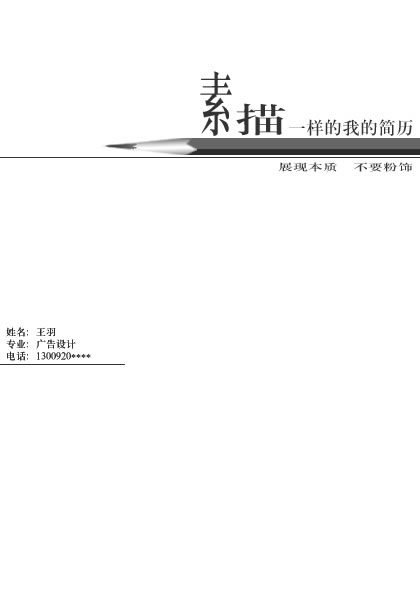 素描一样的我的简历
展现本质 不要粉饰
姓名: 王羽
专业: 广告设计
电话: 1300920****